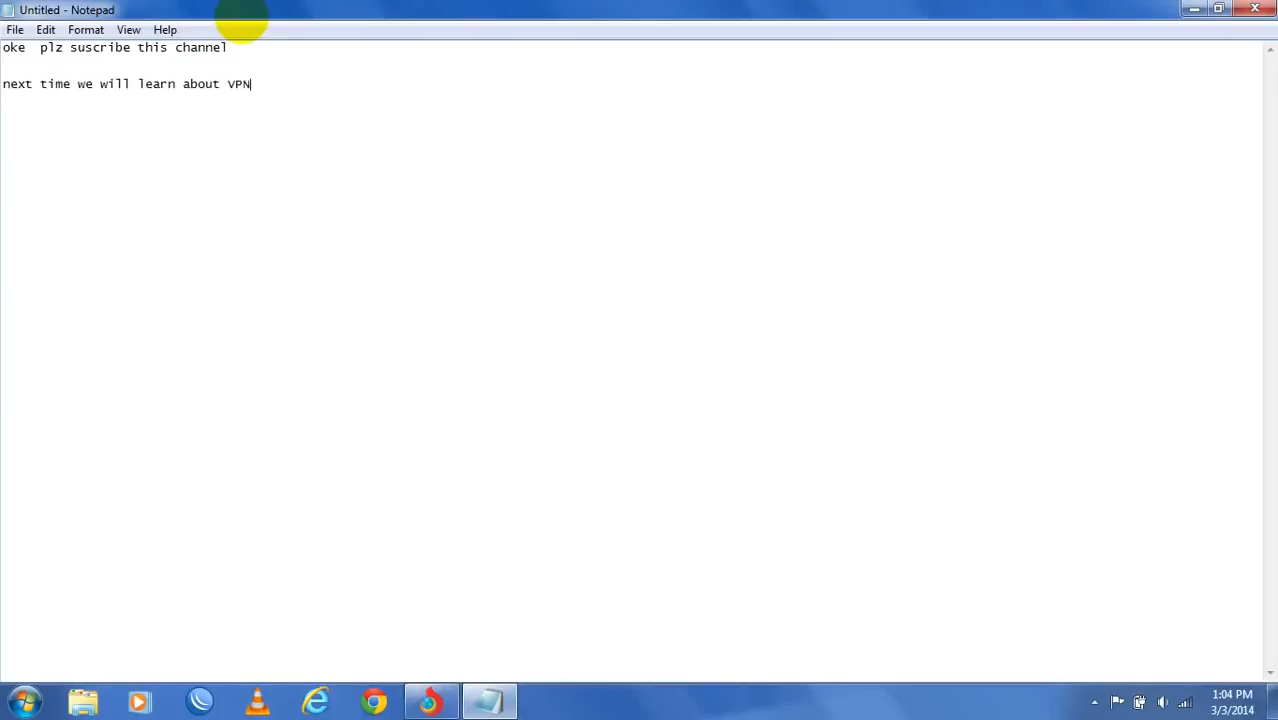 Untitled - Notepad
File Edit Format View Help
oke  plz suscribe this channel
next time we will learn about VPN
1:04 PM
3/3/2014